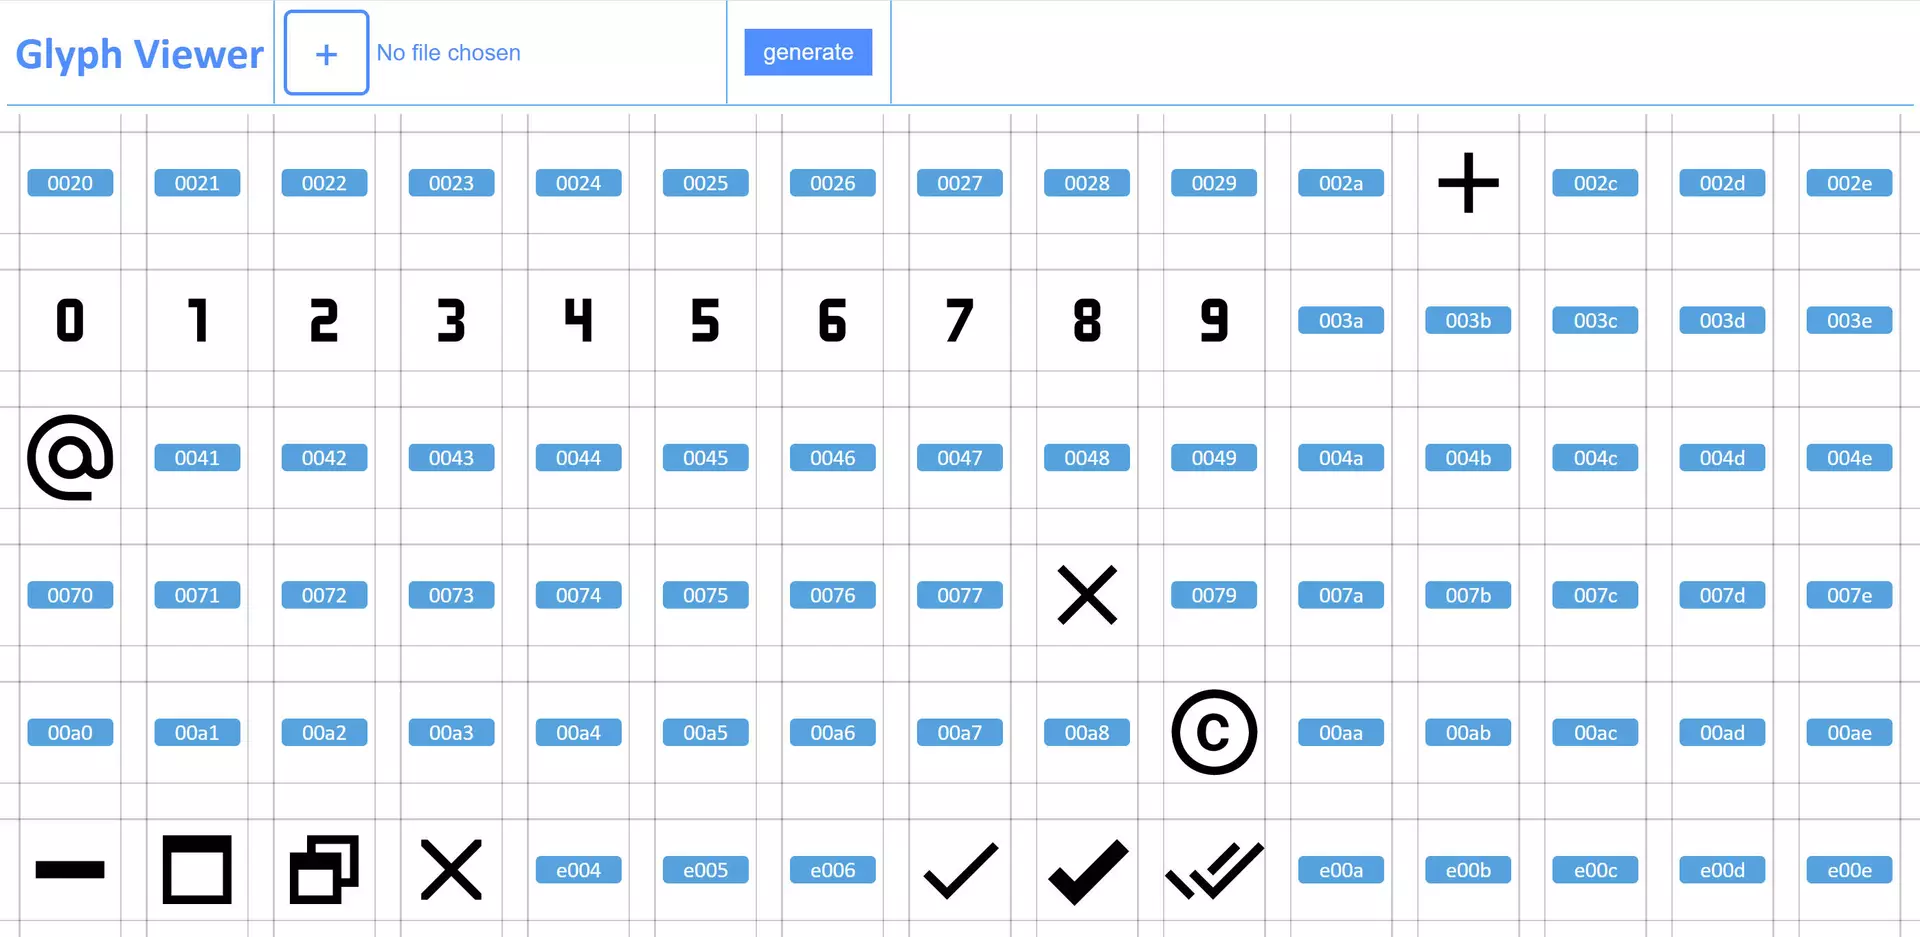 Glyph Viewer + No file chosen generate
0020 0021 0022 0023 0024 0025 0026 0027 0028 0029 002a + 002c 002d 002e
0 1 2 3 4 5 6 7 8 9 003a 003b 003c 003d 003e
@ 0041 0042 0043 0044 0045 0046 0047 0048 0049 004a 004b 004c 004d 004e
0070 0071 0072 0073 0074 0075 0076 0077 × 0079 007a 007b 007c 007d 007e
00a0 00a1 00a2 00a3 00a4 00a5 00a6 00a7 00a8 © 00aa 00ab 00ac 00ad 00ae
e004 e005 e006 e00a e00b e00c e00d e00e